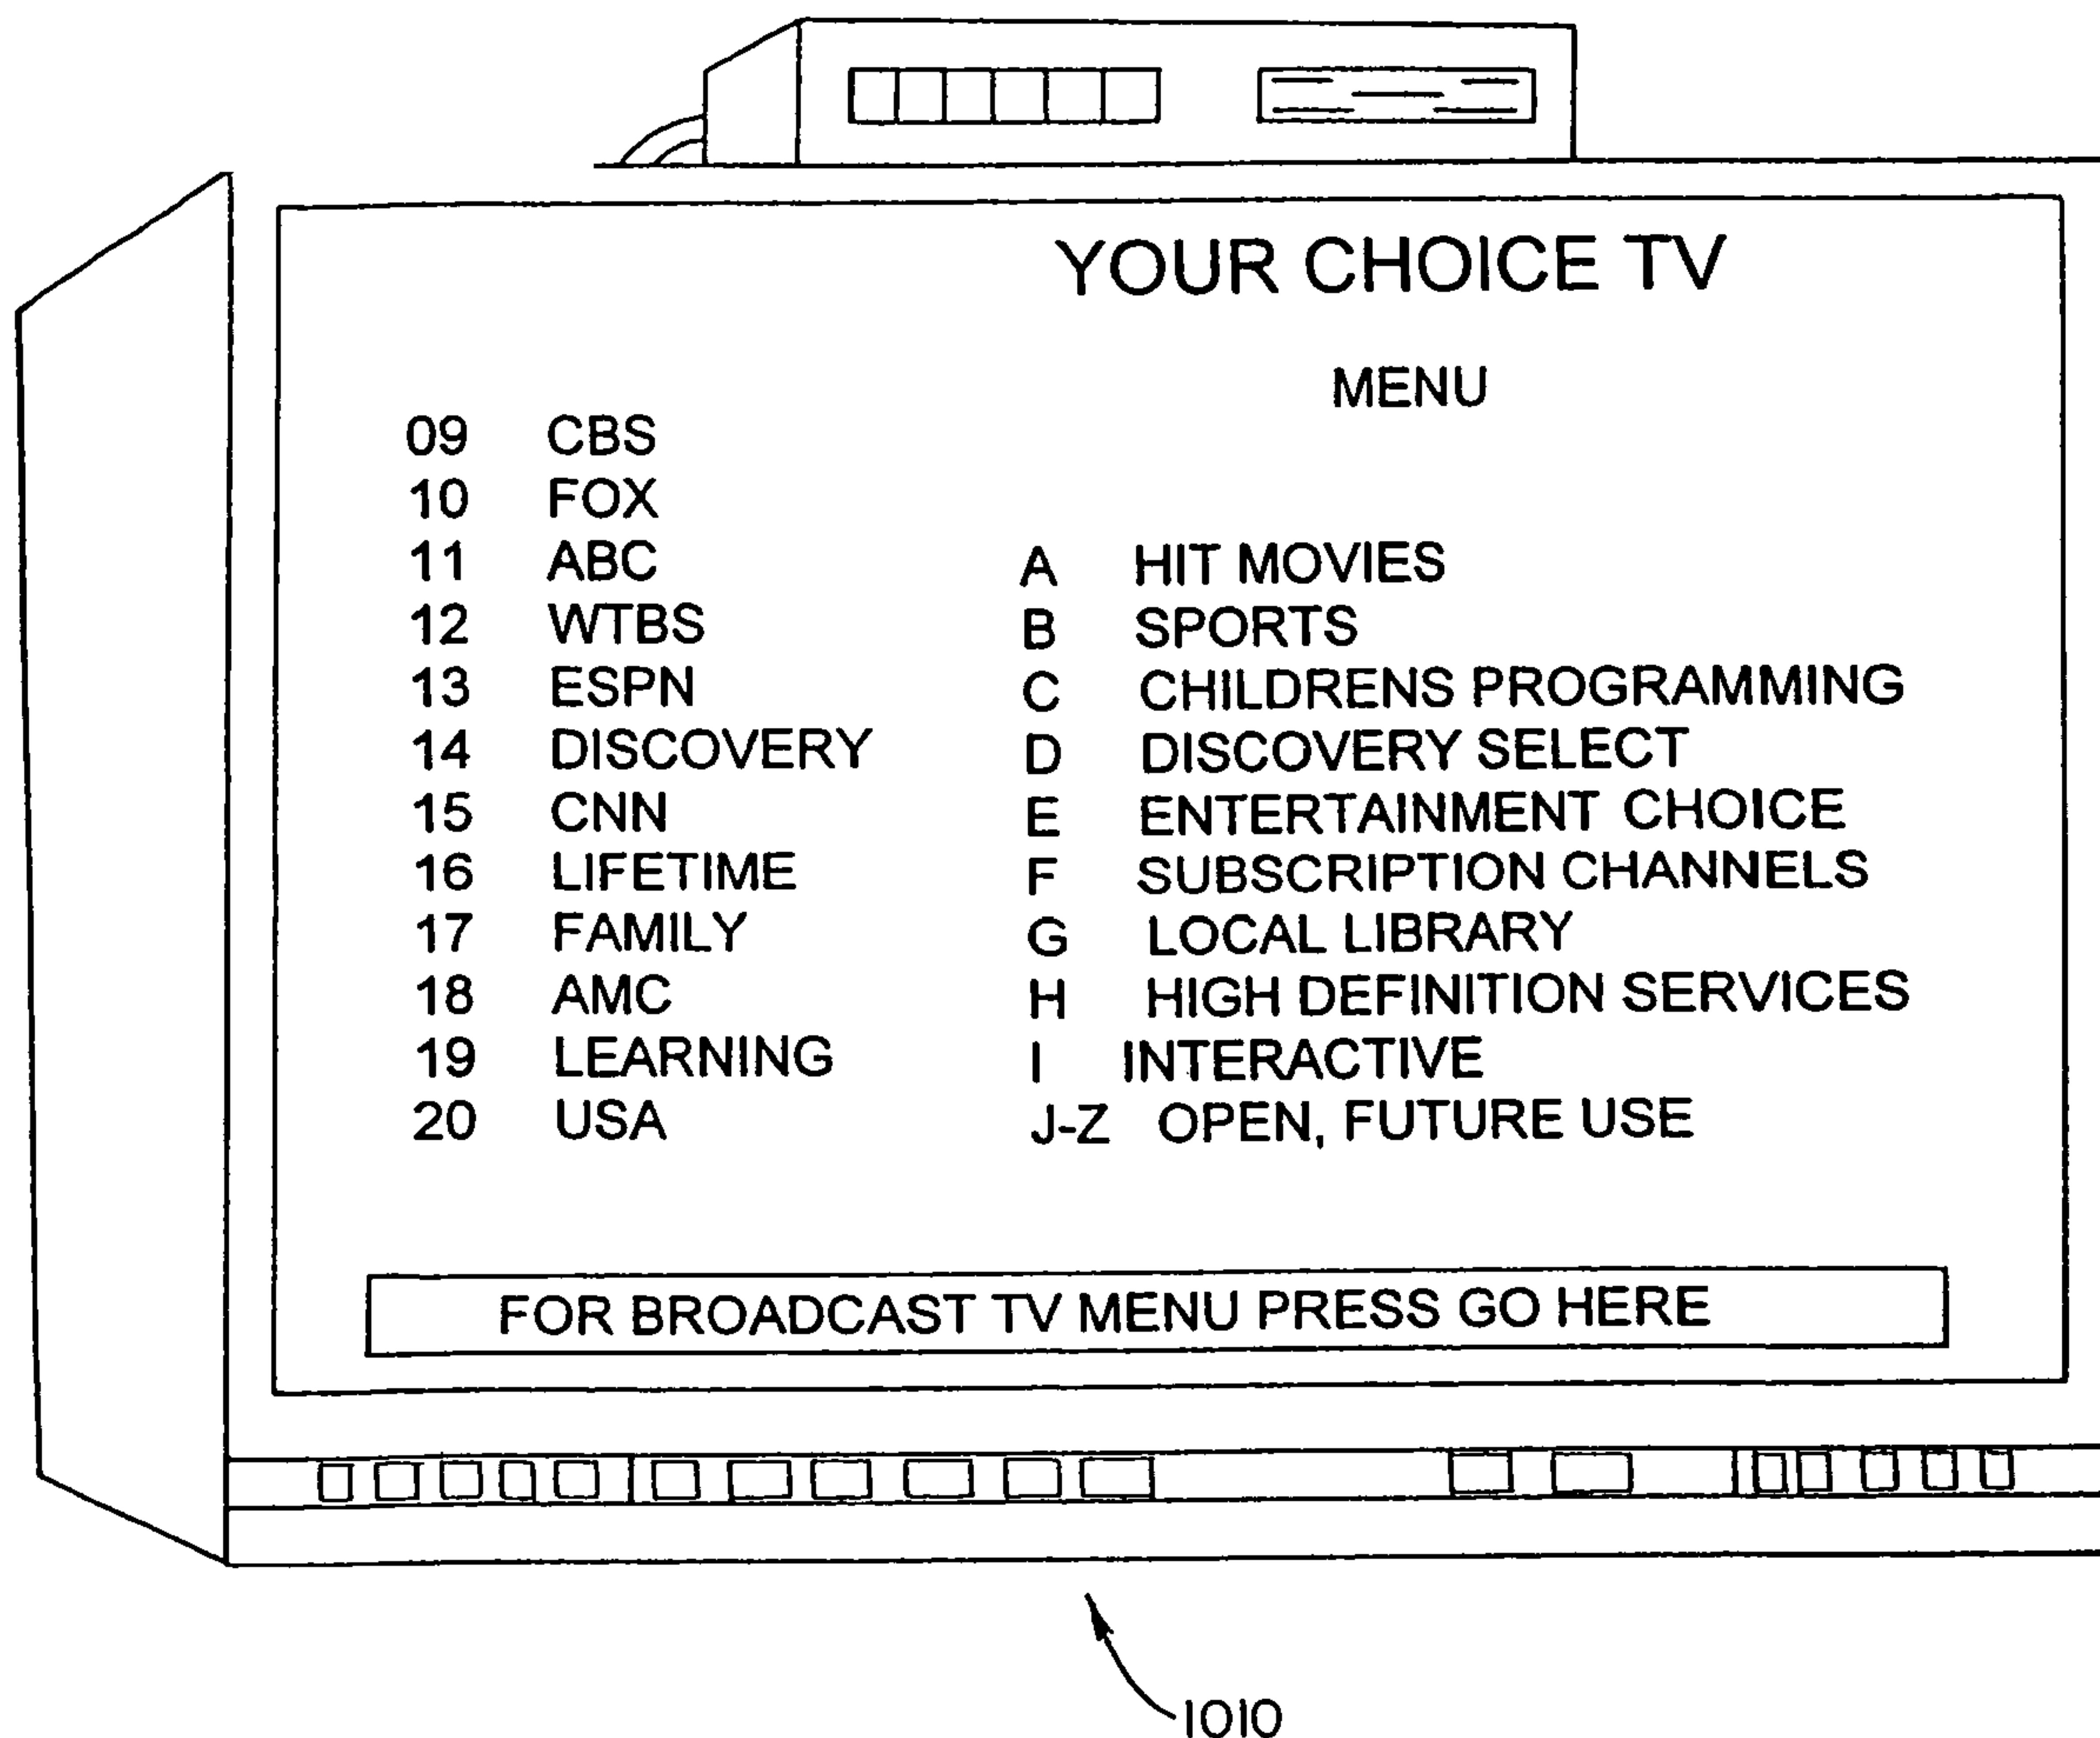 YOUR CHOICE TV
MENU
09 CBS
10 FOX
11 ABC
12 WTBS
13 ESPN
14 DISCOVERY
15 CNN
16 LIFETIME
17 FAMILY
18 AMC
19 LEARNING
20 USA
A HIT MOVIES
B SPORTS
C CHILDRENS PROGRAMMING
D DISCOVERY SELECT
E ENTERTAINMENT CHOICE
F SUBSCRIPTION CHANNELS
G LOCAL LIBRARY
H HIGH DEFINITION SERVICES
I INTERACTIVE
J-Z OPEN, FUTURE USE
FOR BROADCAST TV MENU PRESS GO HERE
1010